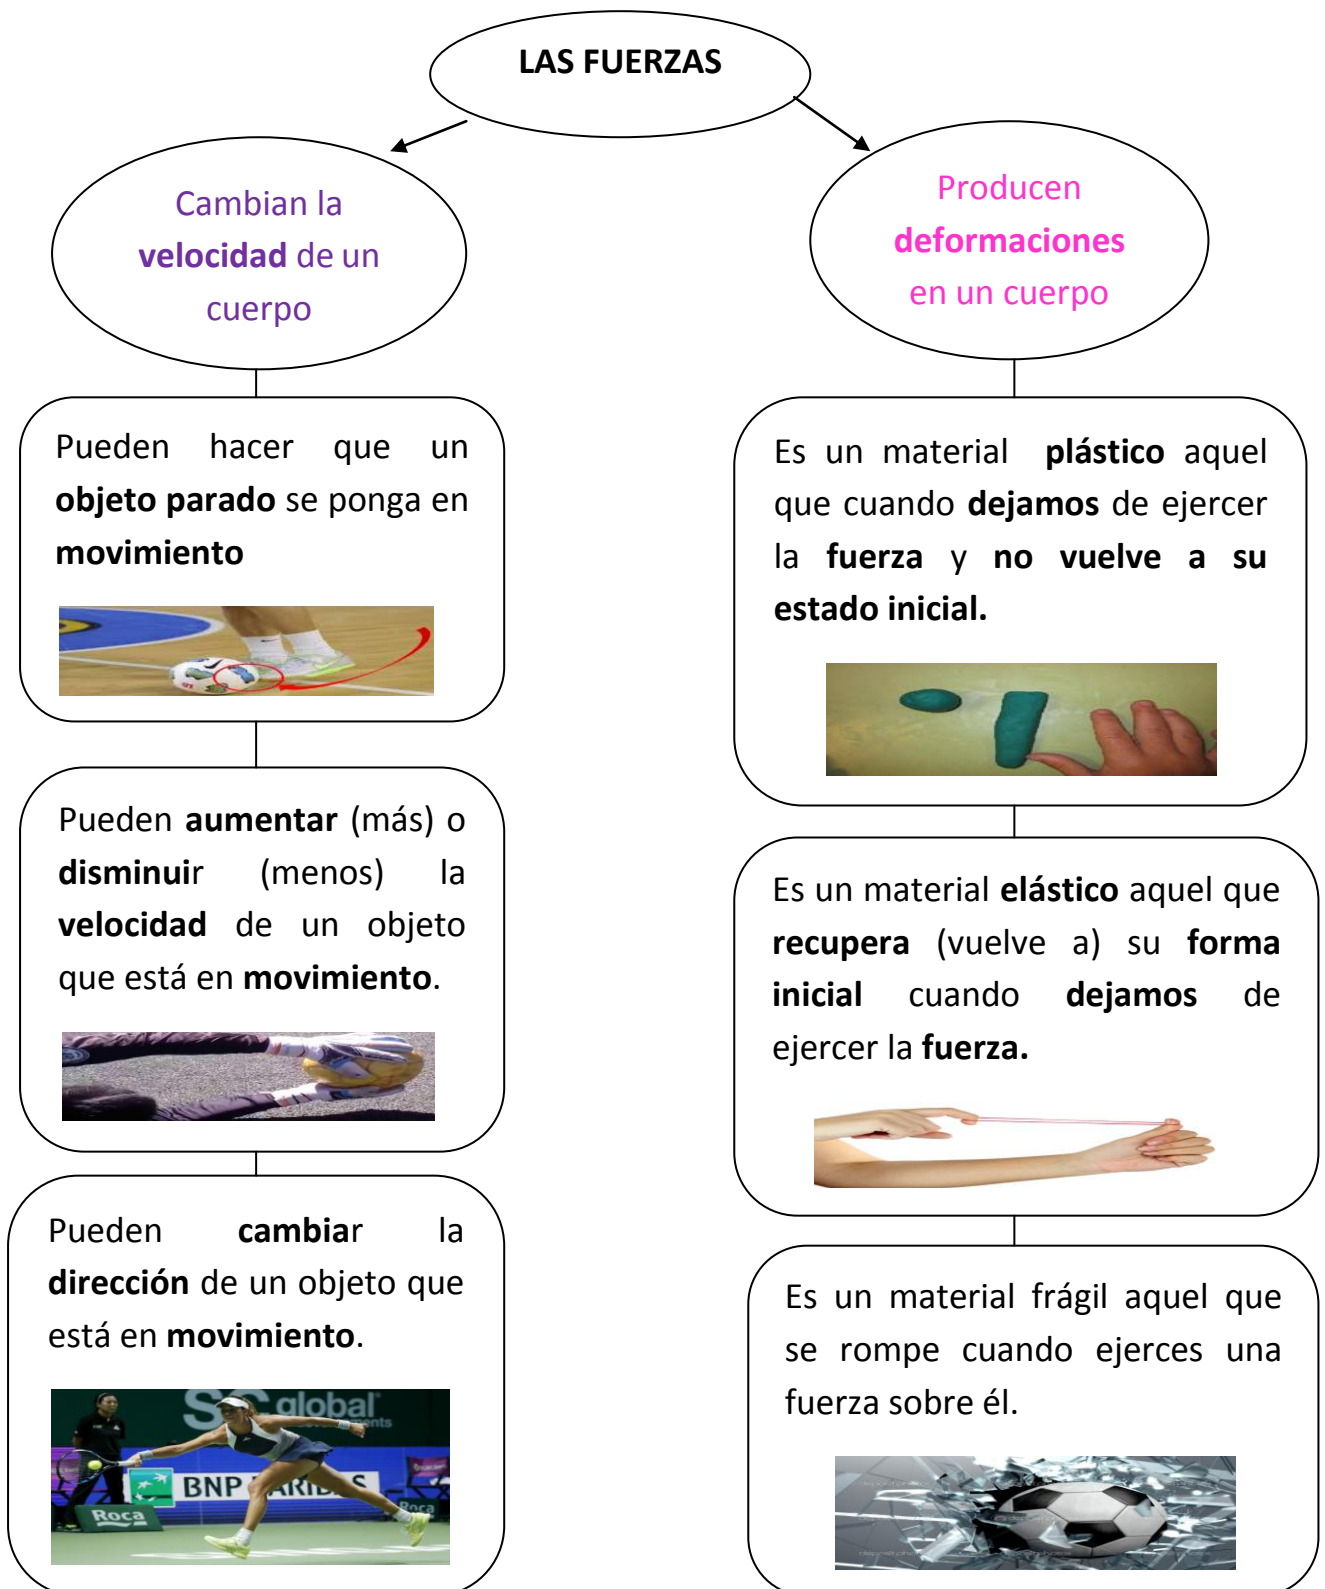 LAS FUERZAS
Cambian la
velocidad de un
cuerpo
Pueden hacer que un
objeto parado se ponga en
movimiento
Pueden aumentar (más) o
disminuir (menos) la
velocidad de un objeto
que está en movimiento.
Pueden cambiar la
dirección de un objeto que
está en movimiento.
global
BNP PARIBAS
Roca
Roca
Producen
deformaciones
en un cuerpo
Es un material plástico aquel
que cuando dejamos de ejercer
la fuerza y no vuelve a su
estado inicial.
Es un material elástico aquel que
recupera (vuelve a) su forma
inicial cuando dejamos de
ejercer la fuerza.
Es un material frágil aquel que
se rompe cuando ejerces una
fuerza sobre él.